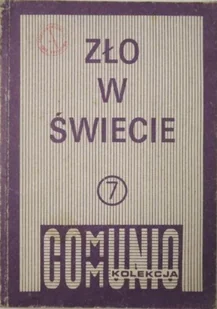 ZŁO
W
ŚWIECIE
7
COMMUNIO
KOLEKCJA